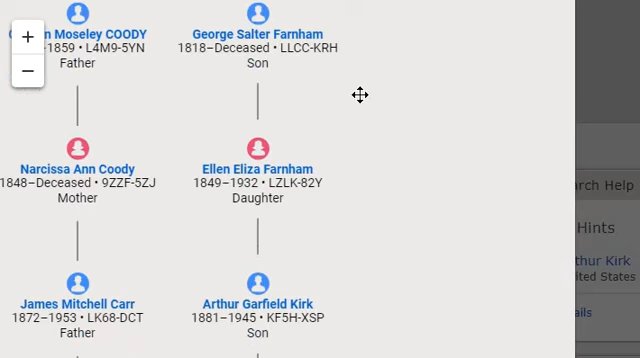 +
−
n Moseley COODY
-1859 • L4M9-5YN
Father
George Salter Farnham
1818–Deceased • LLCC-KRH
Son
Narcissa Ann Coody
1848–Deceased • 9ZZF-5ZJ
Mother
Ellen Eliza Farnham
1849–1932 • LZLK-82Y
Daughter
James Mitchell Carr
1872–1953 • LK68-DCT
Father
Arthur Garfield Kirk
1881–1945 • KF5H-XSP
Son
arch Help
Hints
thur Kirk
ited States
ails